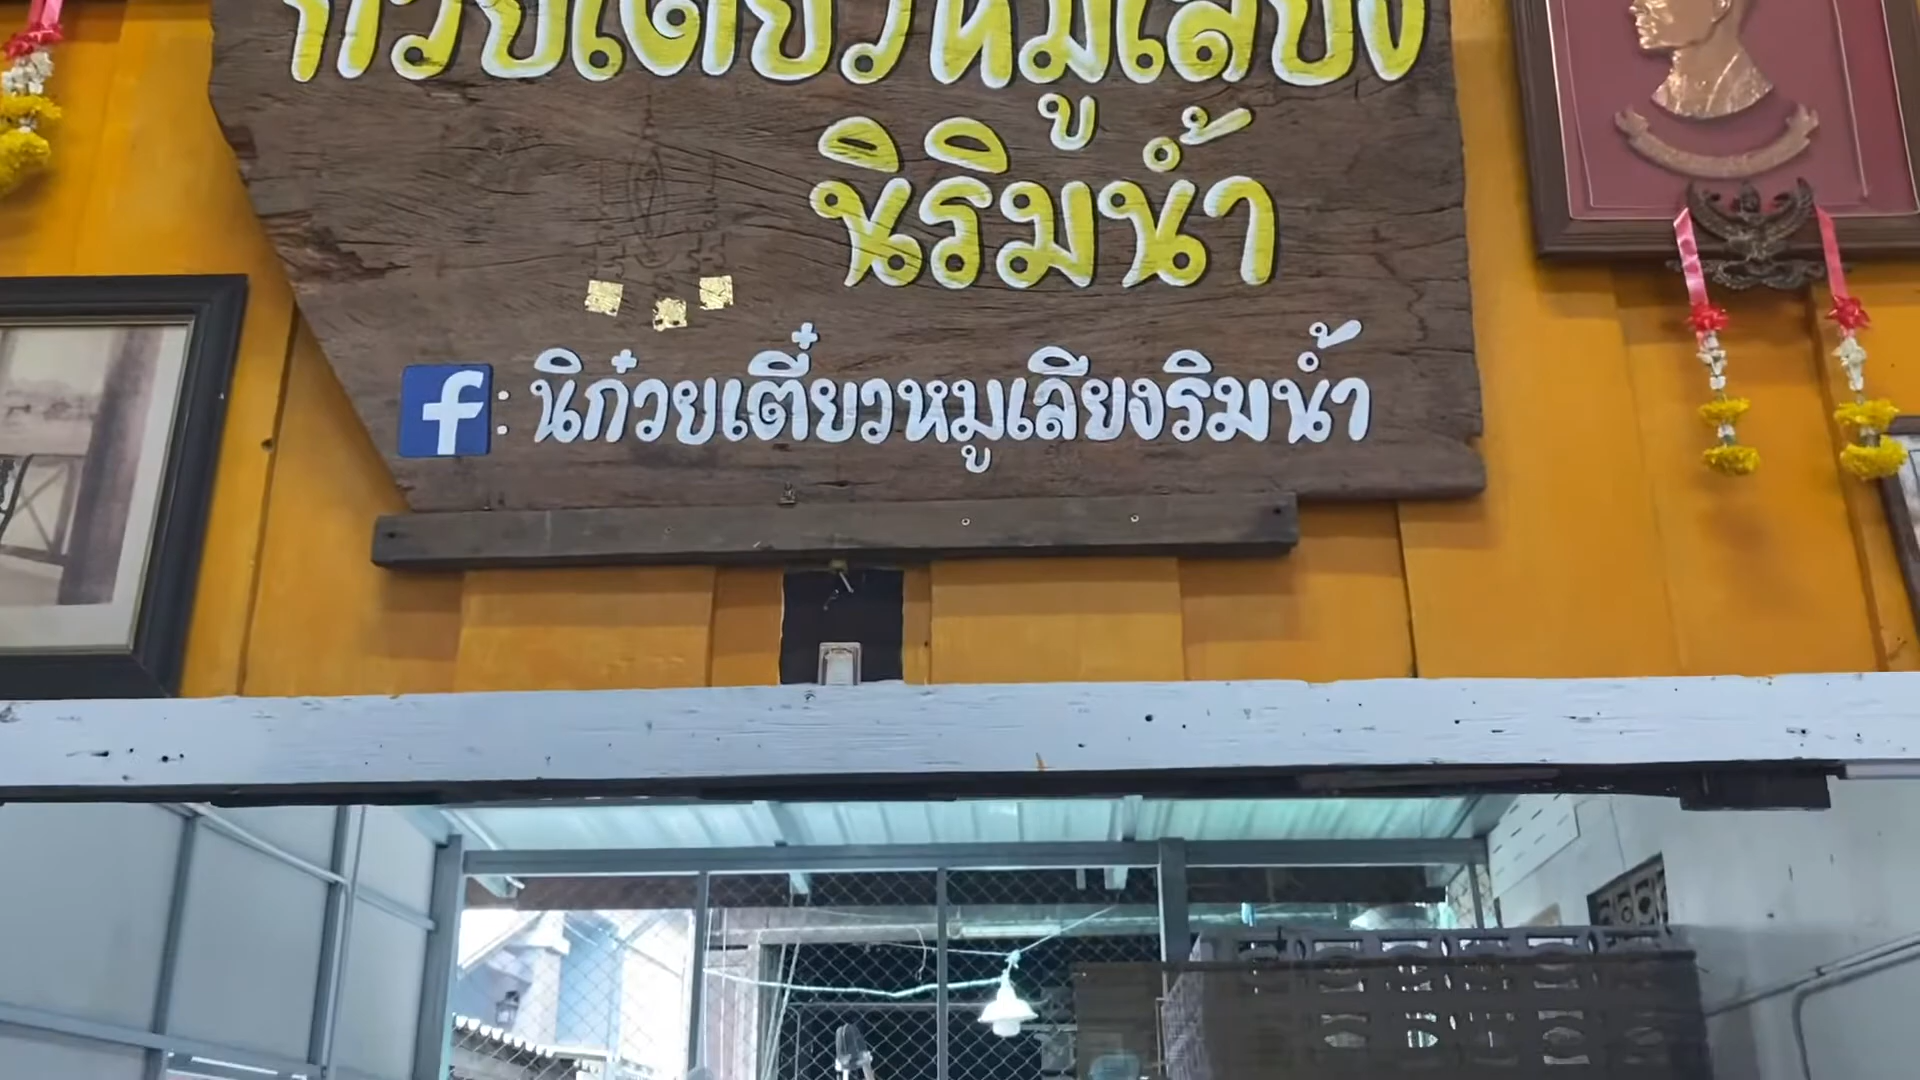 ก๋วยเตี๋ยวหมูเลียง
นิริมน้ำ
f : นิก๋วยเตี๋ยวหมูเลียงริมน้ำ